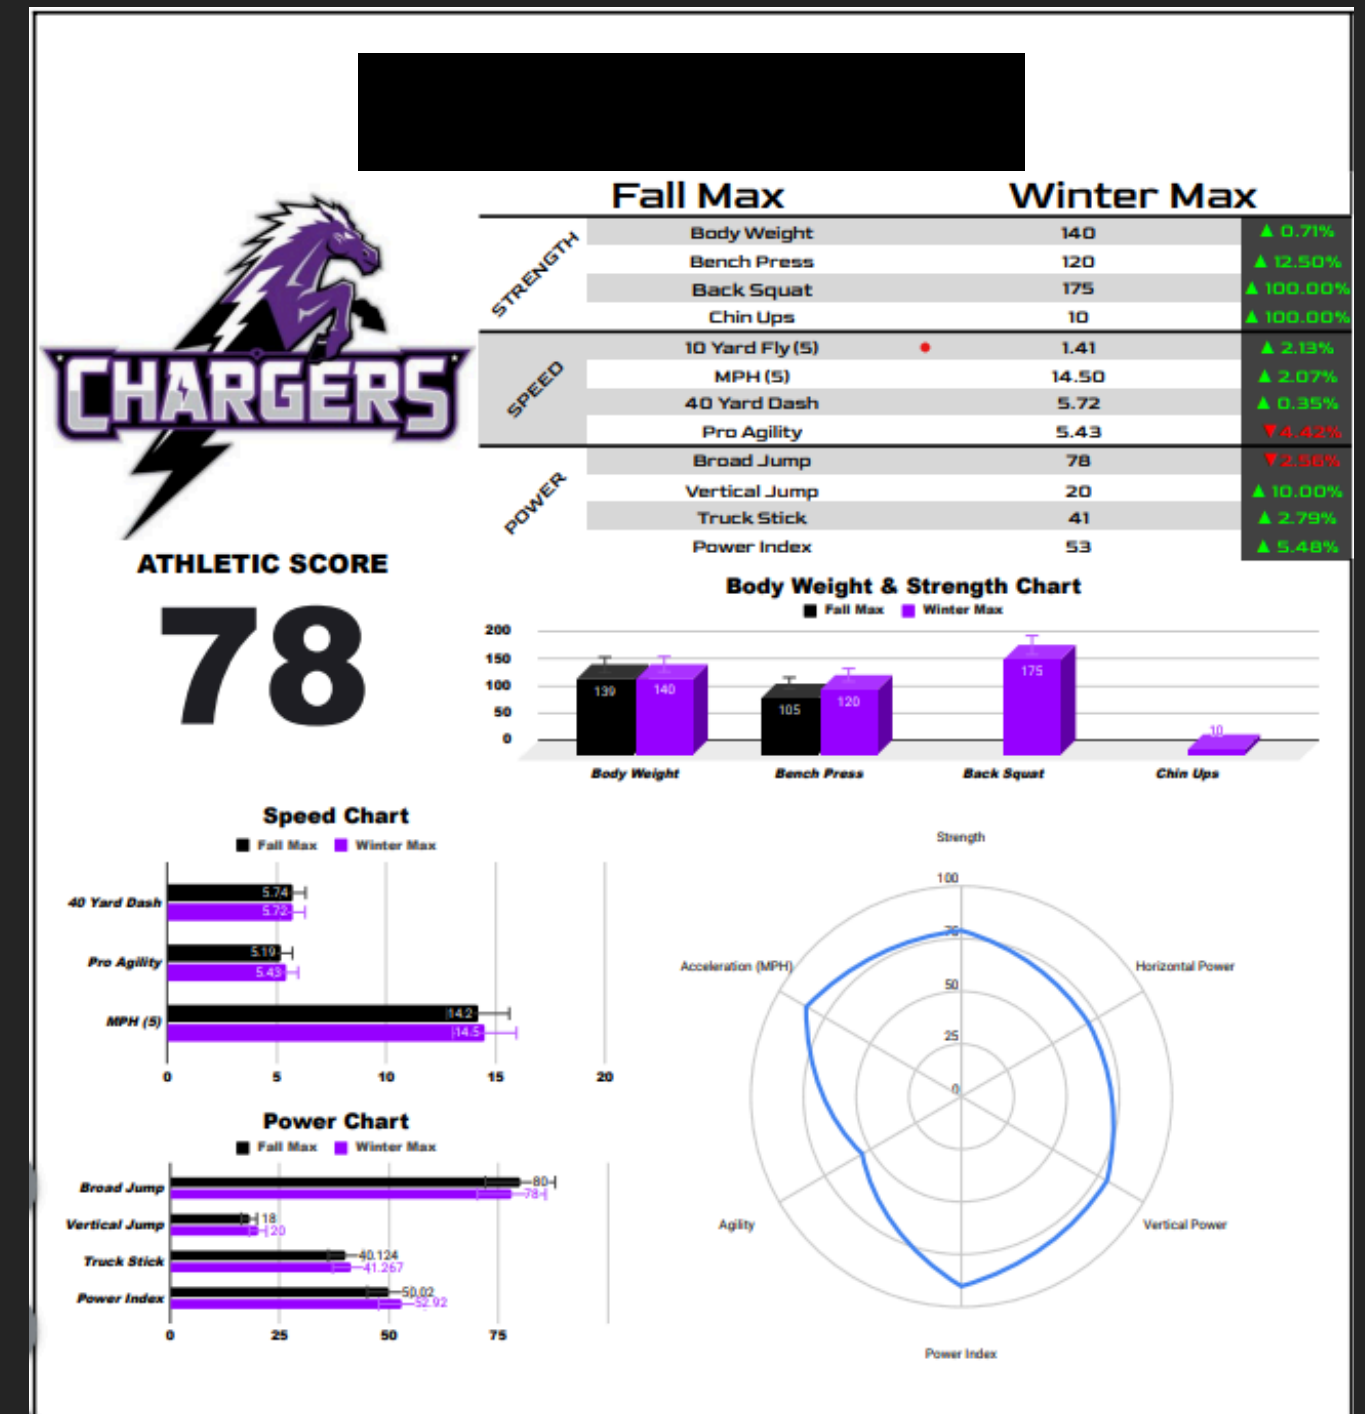 Fall Max Winter Max
STRENGTH
Body Weight 140 ▲ 0.71%
Bench Press 120 ▲ 12.50%
Back Squat 175 ▲ 100.00%
Chin Ups 10 ▲ 100.00%
SPEED
10 Yard Fly (5) 1.41 ▲ 2.13%
MPH (5) 14.50 ▲ 2.07%
40 Yard Dash 5.72 ▲ 0.35%
Pro Agility 5.43 ▼4.42%
POWER
Broad Jump 78 ▼2.56%
Vertical Jump 20 ▲ 10.00%
Truck Stick 41 ▲ 2.79%
Power Index 53 ▲ 5.48%
CHARGERS
ATHLETIC SCORE
78
Body Weight & Strength Chart
Fall Max Winter Max
200
150
100
50
0
139 140 105 120 175 10
Body Weight Bench Press Back Squat Chin Ups
Speed Chart
Fall Max Winter Max
40 Yard Dash 5.74
5.72
Pro Agility 5.19
5.43
MPH (5) 14.2
14.5
0 5 10 15 20
Power Chart
Fall Max Winter Max
Broad Jump 80
78
Vertical Jump 18
20
Truck Stick 40.124
41.267
Power Index 50.02
52.92
0 25 50 75
Strength
100
75
50
25
0
Acceleration (MPH) Horizontal Power
Agility Vertical Power
Power Index